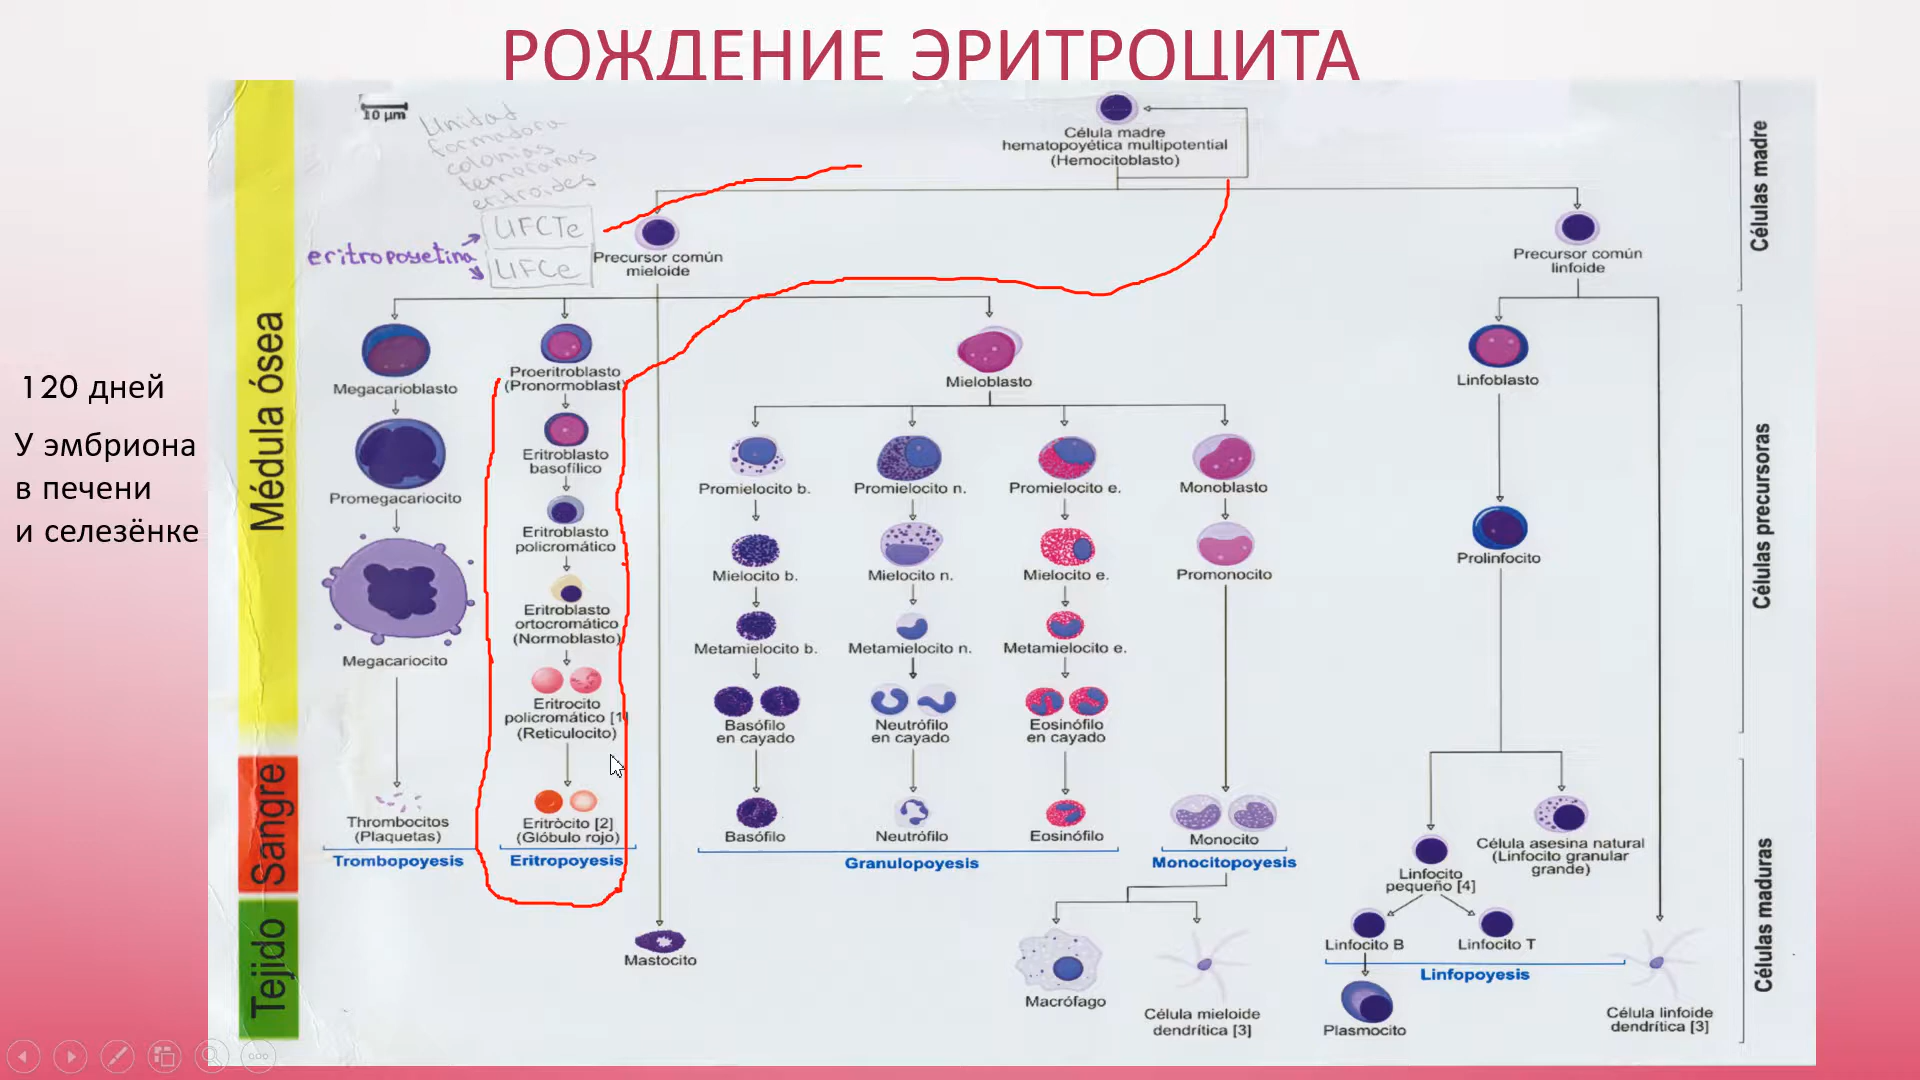 РОЖДЕНИЕ ЭРИТРОЦИТА
120 дней
У эмбриона
в печени
и селезёнке
Médula ósea
Sangre
Tejido
10 µm
Unidad
formadora
colonias
tempranas
eritroides
UFCTe
eritropoyetina
UFCe
Célula madre
hematopoyética multipotential
(Hemocitoblasto)
Precursor común
mieloide
Precursor común
linfoide
Megacarioblasto
Promegacariocito
Megacariocito
Thrombocitos
(Plaquetas)
Trombopoyesis
Proeritroblasto
(Pronormoblast)
Eritroblasto
basofílico
Eritroblasto
policromático
Eritroblasto
ortocromático
(Normoblasto)
Eritrocito
policromático [1]
(Reticulocito)
Eritròcito [2]
(Glóbulo rojo)
Eritropoyesis
Mastocito
Mieloblasto
Promielocito b.
Promielocito n.
Promielocito e.
Monoblasto
Mielocito b.
Mielocito n.
Mielocito e.
Promonocito
Metamielocito b.
Metamielocito n.
Metamielocito e.
Basófilo
en cayado
Neutrófilo
en cayado
Eosinófilo
en cayado
Basófilo
Neutrófilo
Eosinófilo
Monocito
Granulopoyesis
Monocitopoyesis
Macrófago
Célula mieloide
dendrítica [3]
Linfoblasto
Prolinfocito
Linfocito
pequeño [4]
Célula asesina natural
(Linfocito granular
grande)
Linfocito B
Linfocito T
Linfopoyesis
Plasmocito
Célula linfoide
dendrítica [3]
Células madre
Células precursoras
Células maduras